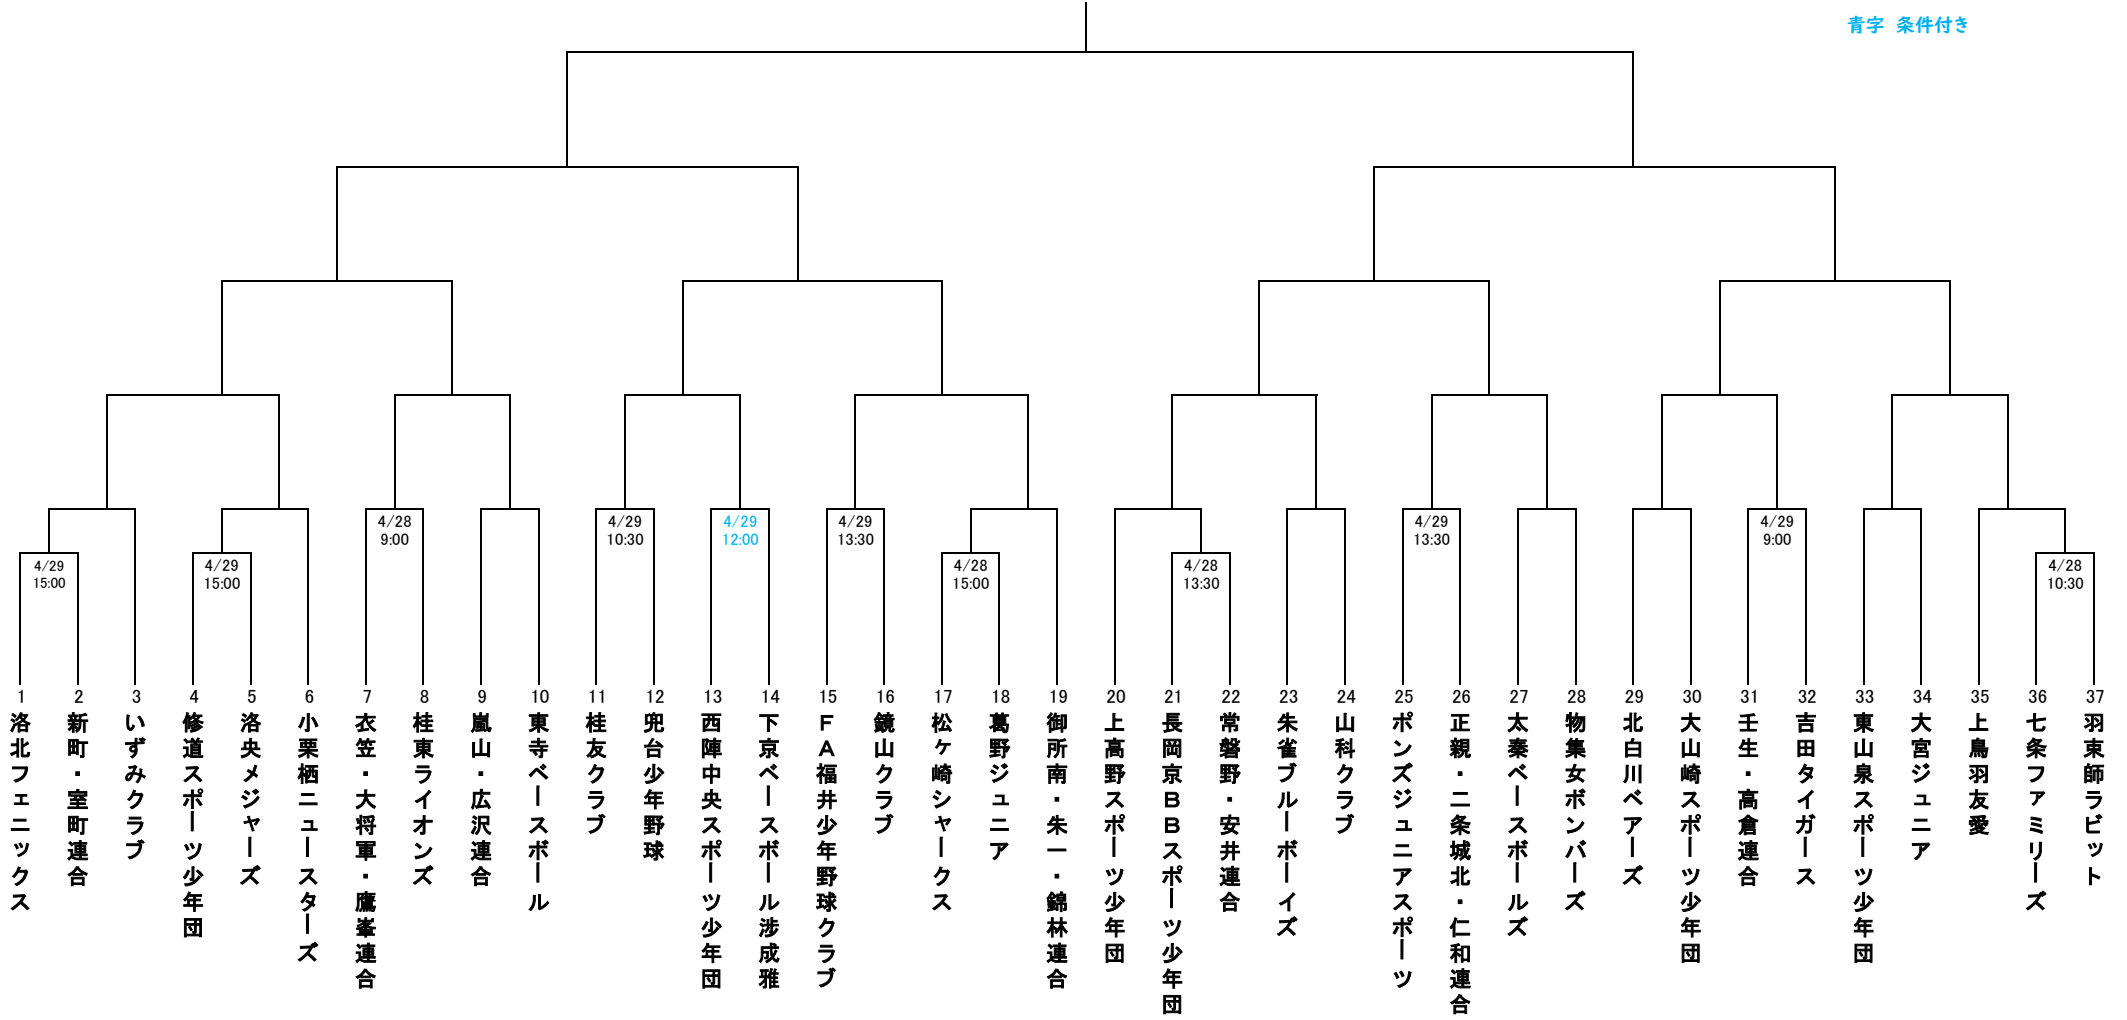 青字 条件付き
4/28
9:00
4/29
10:30
4/29
12:00
4/29
13:30
4/29
13:30
4/29
9:00
4/29
15:00
4/29
15:00
4/28
15:00
4/28
13:30
4/28
10:30
1
洛北フェニックス
2
新町・室町連合
3
いずみクラブ
4
修道スポーツ少年団
5
洛央メジャーズ
6
小栗栖ニュースターズ
7
衣笠・大将軍・鷹峯連合
8
桂東ライオンズ
9
嵐山・広沢連合
10
東寺ベースボール
11
桂友クラブ
12
兜台少年野球
13
西陣中央スポーツ少年団
14
下京ベースボール渉成雅
15
FA福井少年野球クラブ
16
鏡山クラブ
17
松ヶ崎シャークス
18
葛野ジュニア
19
御所南・朱一・錦林連合
20
上高野スポーツ少年団
21
長岡京BBスポーツ少年団
22
常磐野・安井連合
23
朱雀ブルーボーイズ
24
山科クラブ
25
ポンズジュニアスポーツ
26
正親・二条城北・仁和連合
27
太秦ベースボールズ
28
物集女ボンバーズ
29
北白川ベアーズ
30
大山崎スポーツ少年団
31
壬生・高倉連合
32
吉田タイガース
33
東山泉スポーツ少年団
34
大宮ジュニア
35
上鳥羽友愛
36
七条ファミリーズ
37
羽束師ラビット